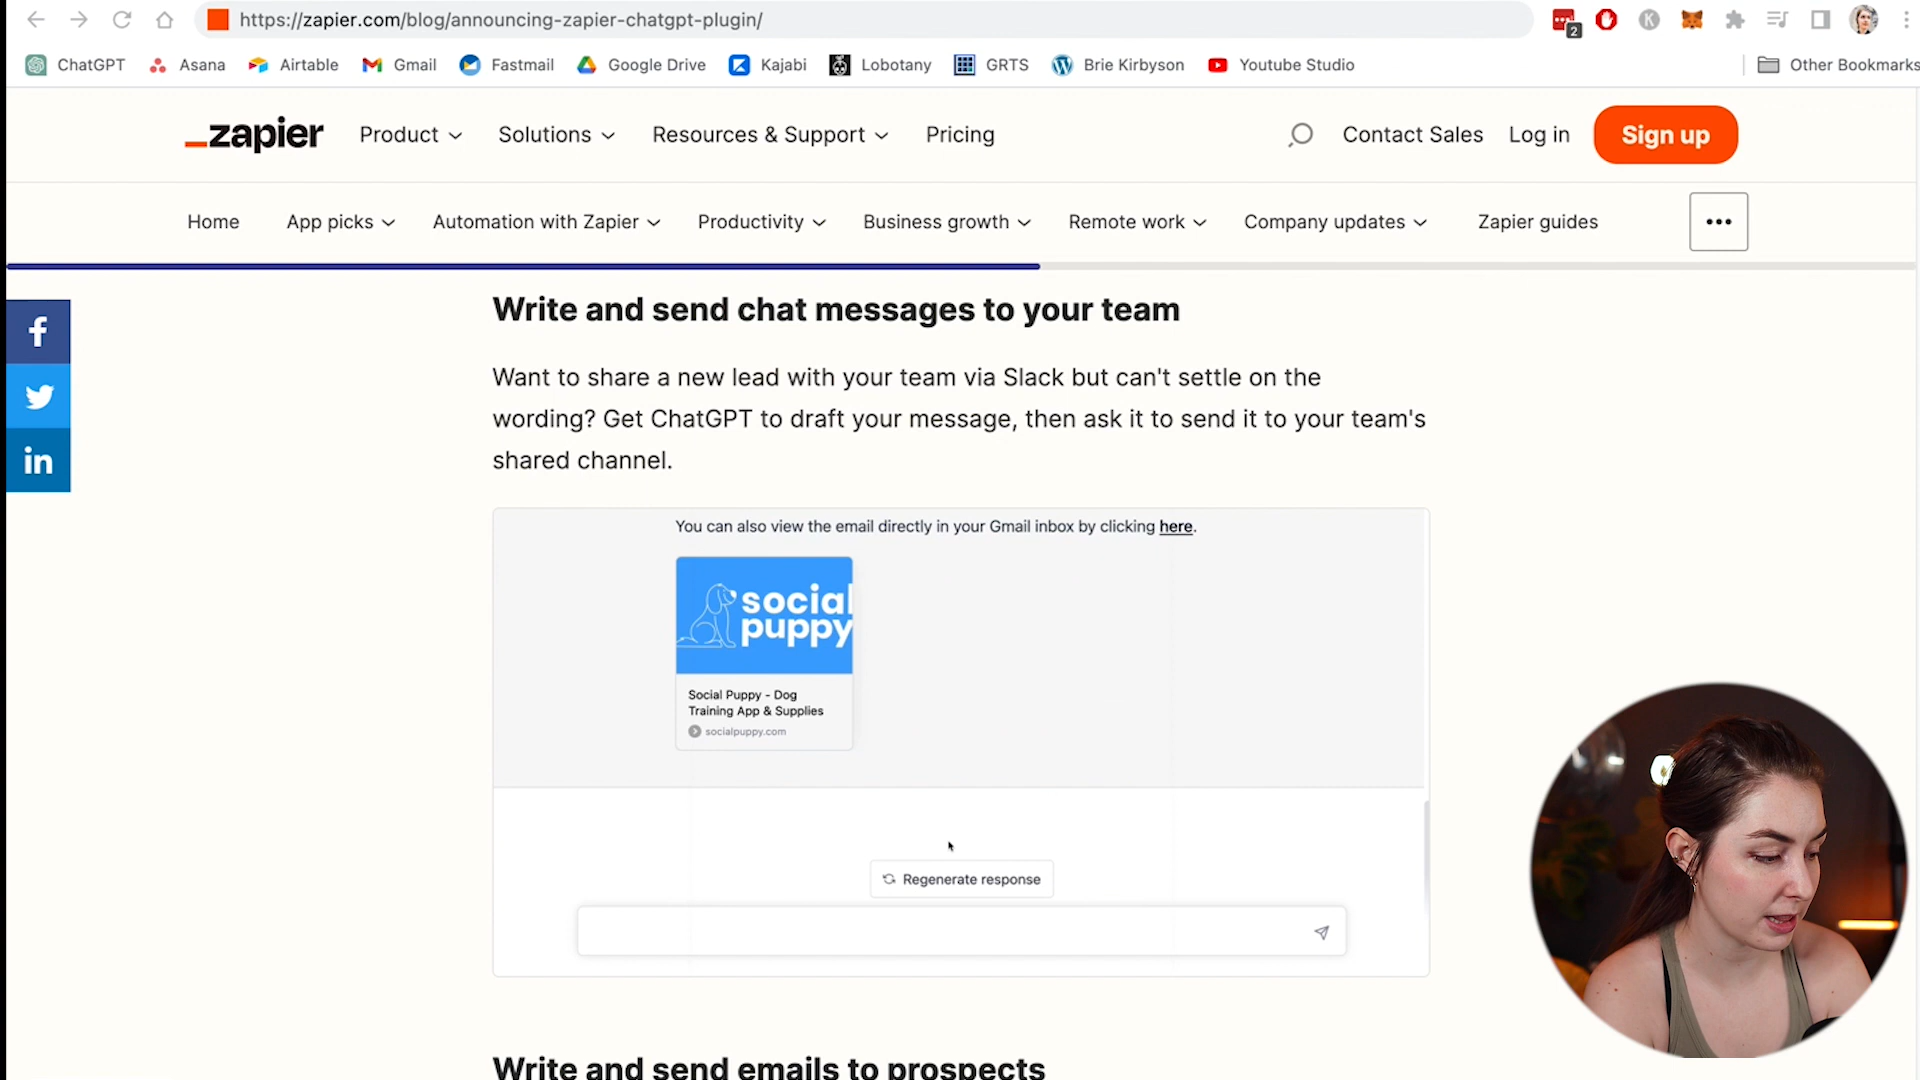 https://zapier.com/blog/announcing-zapier-chatgpt-plugin/
2
K
ChatGPT Asana Airtable Gmail Fastmail Google Drive Kajabi Lobotany GRTS Brie Kirbyson Youtube Studio Other Bookmarks
zapier Product Solutions Resources & Support Pricing Contact Sales Log in Sign up
Home App picks Automation with Zapier Productivity Business growth Remote work Company updates Zapier guides
Write and send chat messages to your team
Want to share a new lead with your team via Slack but can't settle on the
wording? Get ChatGPT to draft your message, then ask it to send it to your team's
shared channel.
You can also view the email directly in your Gmail inbox by clicking here.
social
puppy
Social Puppy - Dog
Training App & Supplies
socialpuppy.com
Regenerate response
Write and send emails to prospects